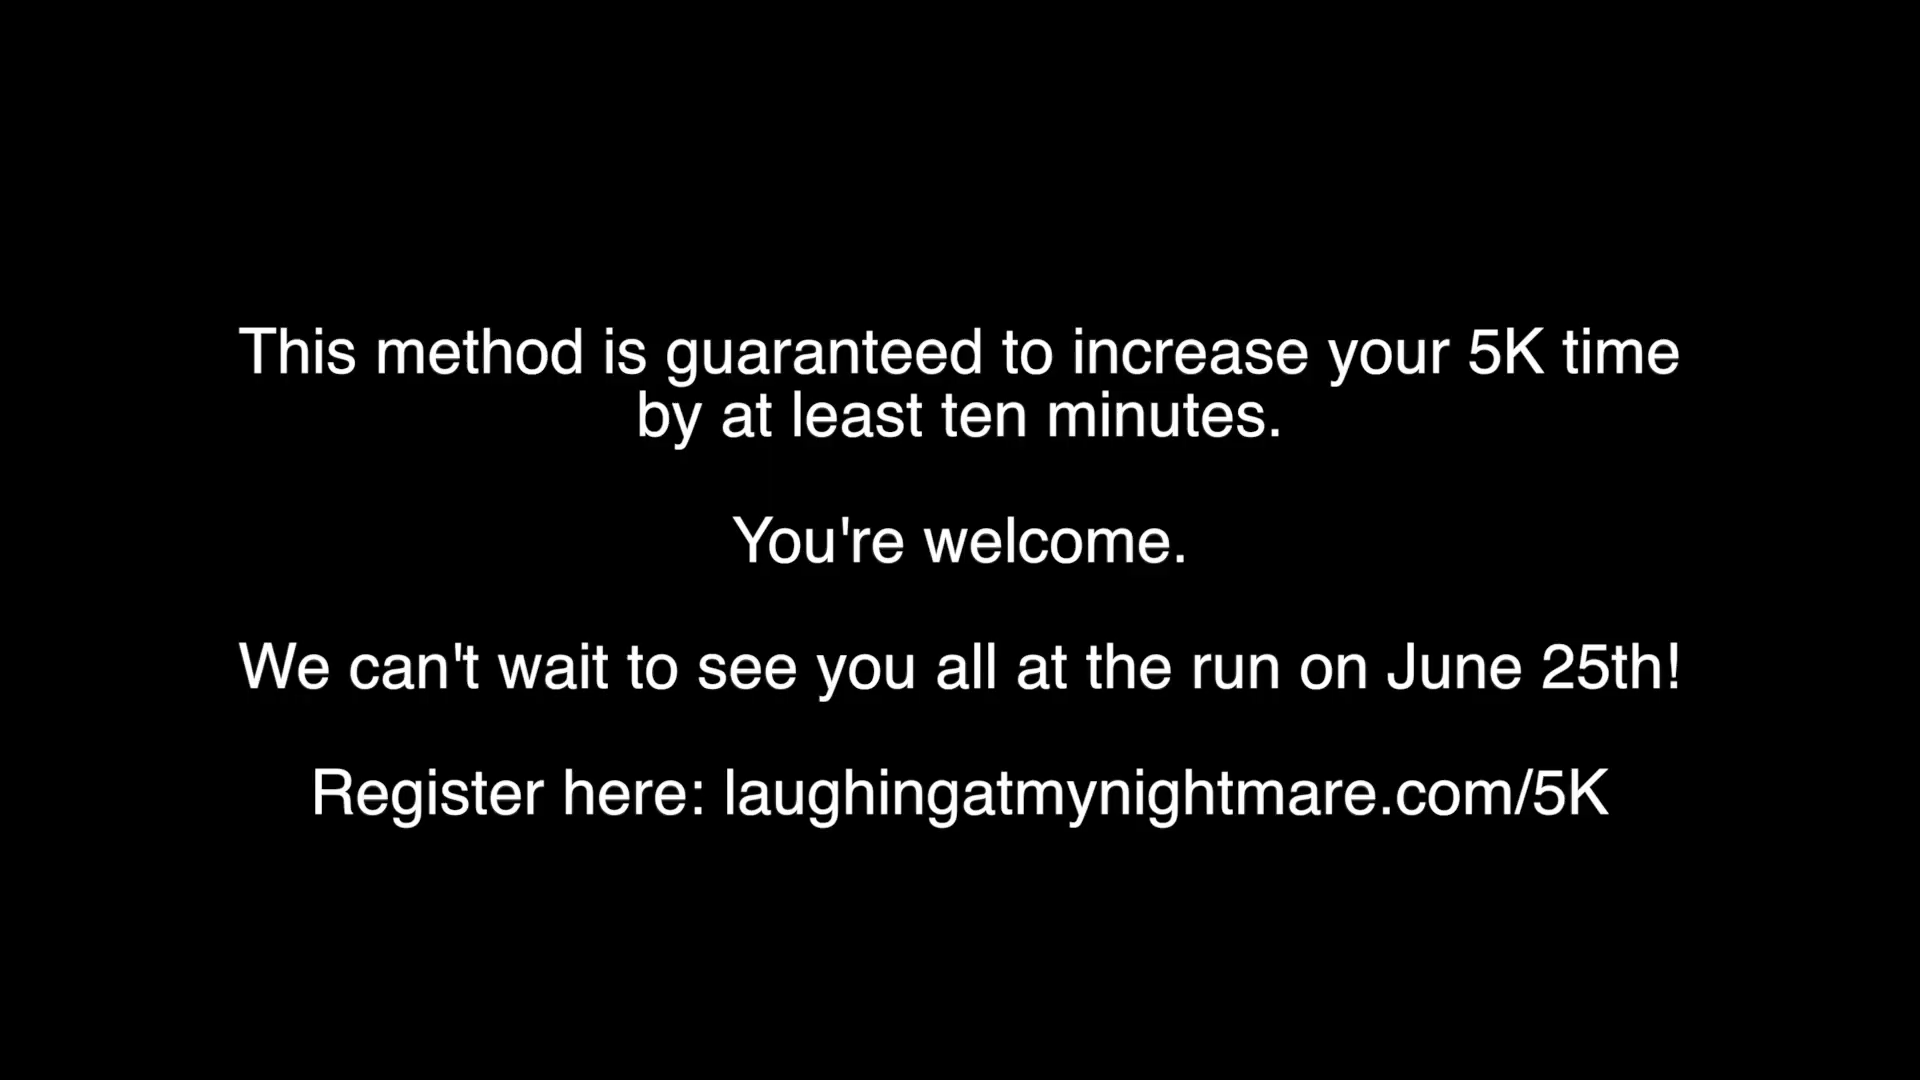 This method is guaranteed to increase your 5K time
by at least ten minutes.
You're welcome.
We can't wait to see you all at the run on June 25th!
Register here: laughingatmynightmare.com/5K